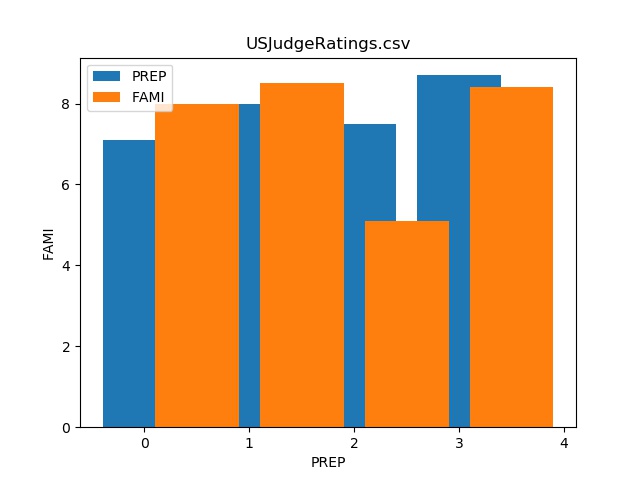 USJudgeRatings.csv
PREP
FAMI
8
6
4
2
0
FAMI
0 1 2 3 4
PREP